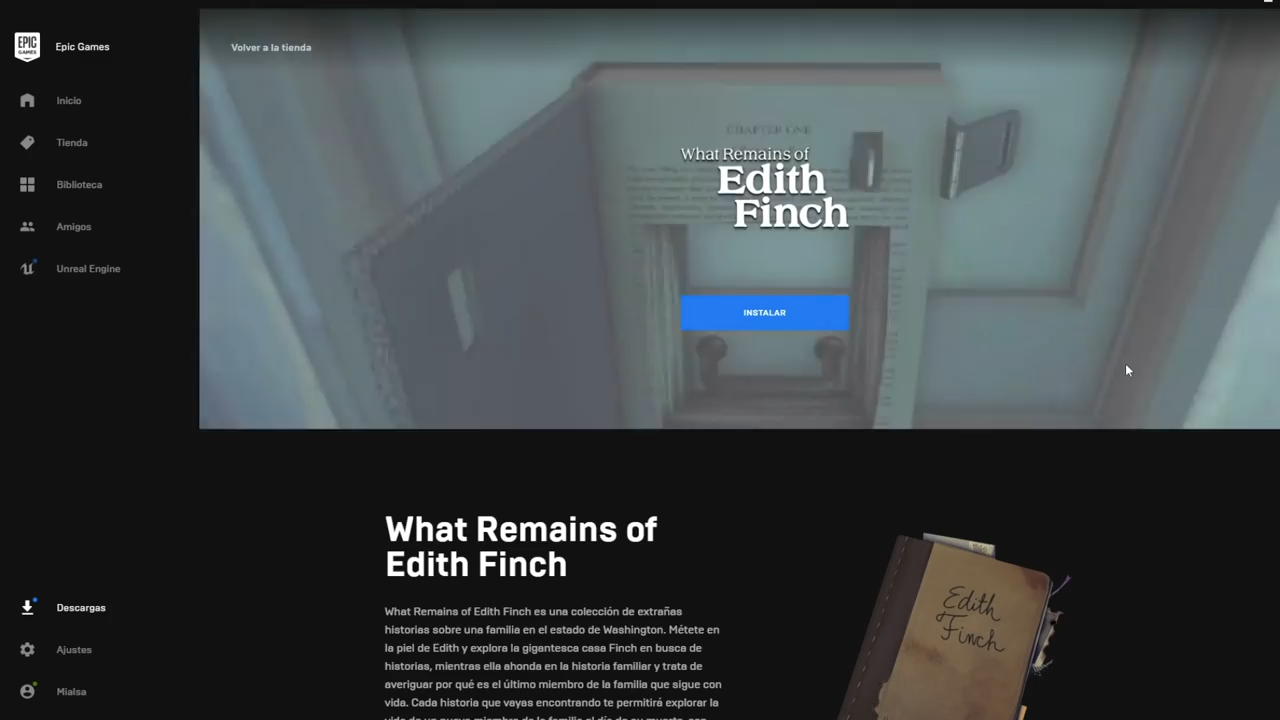 EPIC
GAMES
Epic Games
Inicio
Tienda
Biblioteca
Amigos
Unreal Engine
Descargas
Ajustes
Mialsa
Volver a la tienda
CHAPTER ONE
What Remains of
Edith
Finch
INSTALAR
What Remains of
Edith Finch
What Remains of Edith Finch es una colección de extrañas
historias sobre una familia en el estado de Washington. Métete en
la piel de Edith y explora la gigantesca casa Finch en busca de
historias, mientras ella ahonda en la historia familiar y trata de
averiguar por qué es el último miembro de la familia que sigue con
vida. Cada historia que vayas encontrando te permitirá explorar la
Edith
Finch